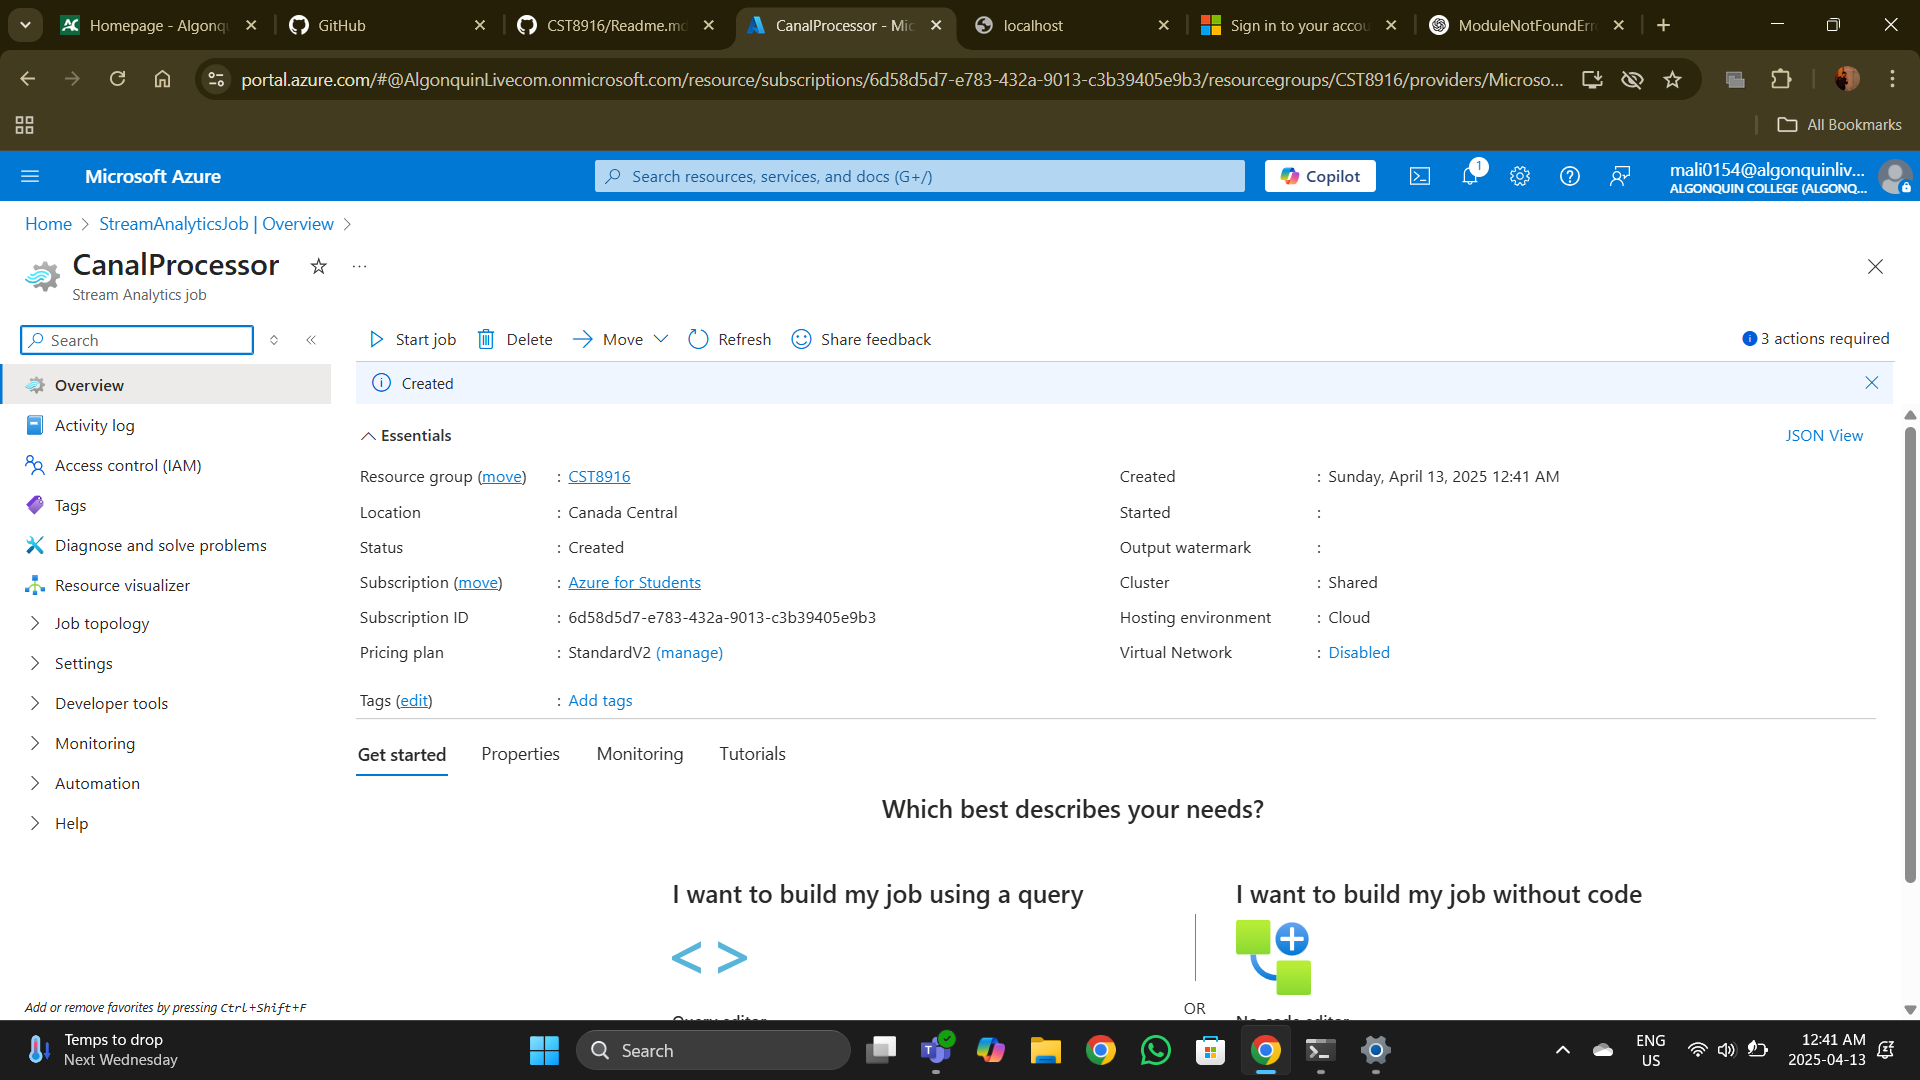 Homepage - Algonqu
GitHub
CST8916/Readme.md
CanalProcessor - Mic
localhost
Sign in to your accou
ModuleNotFoundErr
portal.azure.com/#@AlgonquinLivecom.onmicrosoft.com/resource/subscriptions/6d58d5d7-e783-432a-9013-c3b39405e9b3/resourcegroups/CST8916/providers/Microso...
All Bookmarks
Microsoft Azure
Search resources, services, and docs (G+/)
Copilot
1
mali0154@algonquinliv...
ALGONQUIN COLLEGE (ALGONQ...
Home > StreamAnalyticsJob | Overview >
CanalProcessor
Stream Analytics job
Search
Start job
Delete
Move
Refresh
Share feedback
3 actions required
Created
Overview
Activity log
Access control (IAM)
Tags
Diagnose and solve problems
Resource visualizer
Job topology
Settings
Developer tools
Monitoring
Automation
Help
Add or remove favorites by pressing Ctrl+Shift+F
Essentials
JSON View
Resource group (move) : CST8916
Location : Canada Central
Status : Created
Subscription (move) : Azure for Students
Subscription ID : 6d58d5d7-e783-432a-9013-c3b39405e9b3
Pricing plan : StandardV2 (manage)
Tags (edit) : Add tags
Created : Sunday, April 13, 2025 12:41 AM
Started :
Output watermark :
Cluster : Shared
Hosting environment : Cloud
Virtual Network : Disabled
Get started
Properties
Monitoring
Tutorials
Which best describes your needs?
I want to build my job using a query
OR
I want to build my job without code
Query editor
No-code editor
Temps to drop
Next Wednesday
Search
ENG
US
12:41 AM
2025-04-13